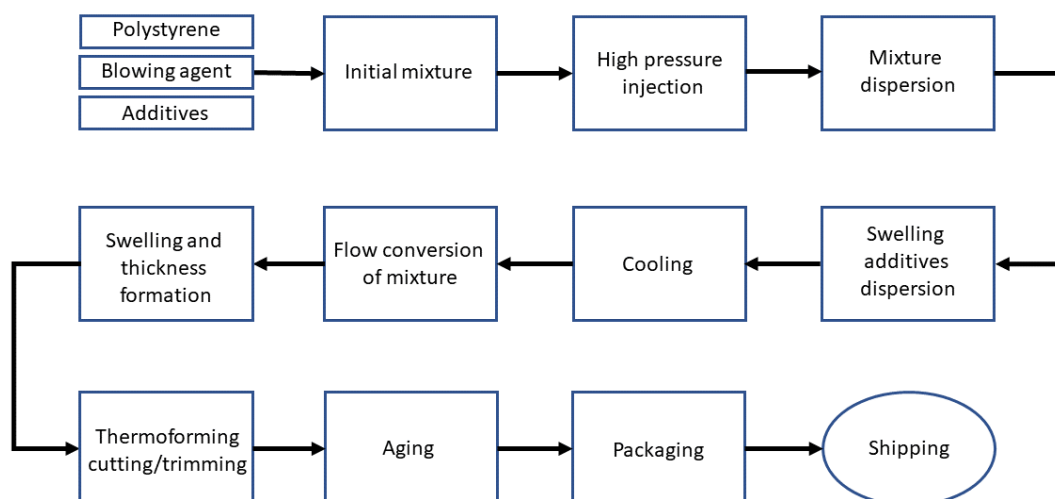 Polystyrene
Blowing agent
Additives
Initial mixture
High pressure
injection
Mixture
dispersion
Swelling
additives
dispersion
Cooling
Flow conversion
of mixture
Swelling and
thickness
formation
Thermoforming
cutting/trimming
Aging
Packaging
Shipping